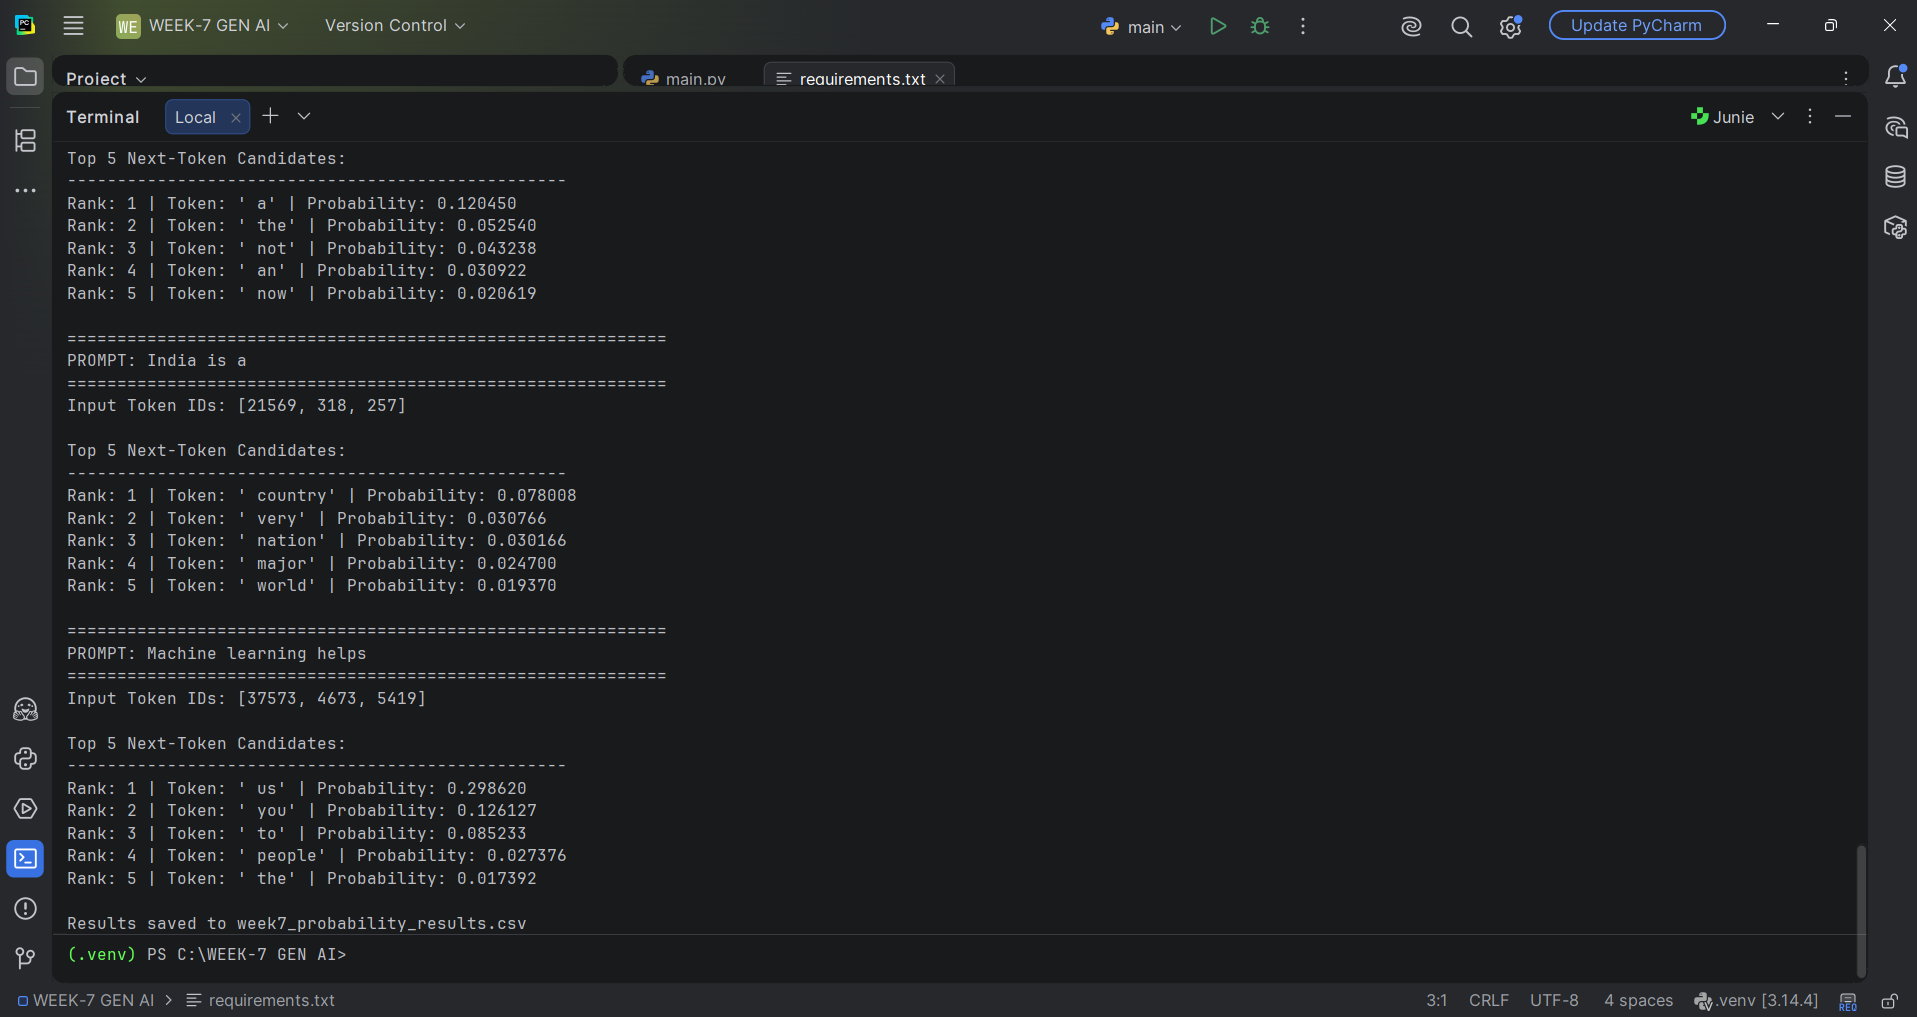 PC
WE WEEK-7 GEN AI Version Control main Update PyCharm
Project main.py requirements.txt
Terminal Local Junie
Top 5 Next-Token Candidates:
--------------------------------------------------
Rank: 1 | Token: ' a' | Probability: 0.120450
Rank: 2 | Token: ' the' | Probability: 0.052540
Rank: 3 | Token: ' not' | Probability: 0.043238
Rank: 4 | Token: ' an' | Probability: 0.030922
Rank: 5 | Token: ' now' | Probability: 0.020619
============================================================
PROMPT: India is a
============================================================
Input Token IDs: [21569, 318, 257]
Top 5 Next-Token Candidates:
--------------------------------------------------
Rank: 1 | Token: ' country' | Probability: 0.078008
Rank: 2 | Token: ' very' | Probability: 0.030766
Rank: 3 | Token: ' nation' | Probability: 0.030166
Rank: 4 | Token: ' major' | Probability: 0.024700
Rank: 5 | Token: ' world' | Probability: 0.019370
============================================================
PROMPT: Machine learning helps
============================================================
Input Token IDs: [37573, 4673, 5419]
Top 5 Next-Token Candidates:
--------------------------------------------------
Rank: 1 | Token: ' us' | Probability: 0.298620
Rank: 2 | Token: ' you' | Probability: 0.126127
Rank: 3 | Token: ' to' | Probability: 0.085233
Rank: 4 | Token: ' people' | Probability: 0.027376
Rank: 5 | Token: ' the' | Probability: 0.017392
Results saved to week7_probability_results.csv
(.venv) PS C:\WEEK-7 GEN AI>
WEEK-7 GEN AI > requirements.txt 3:1 CRLF UTF-8 4 spaces .venv [3.14.4] REQ